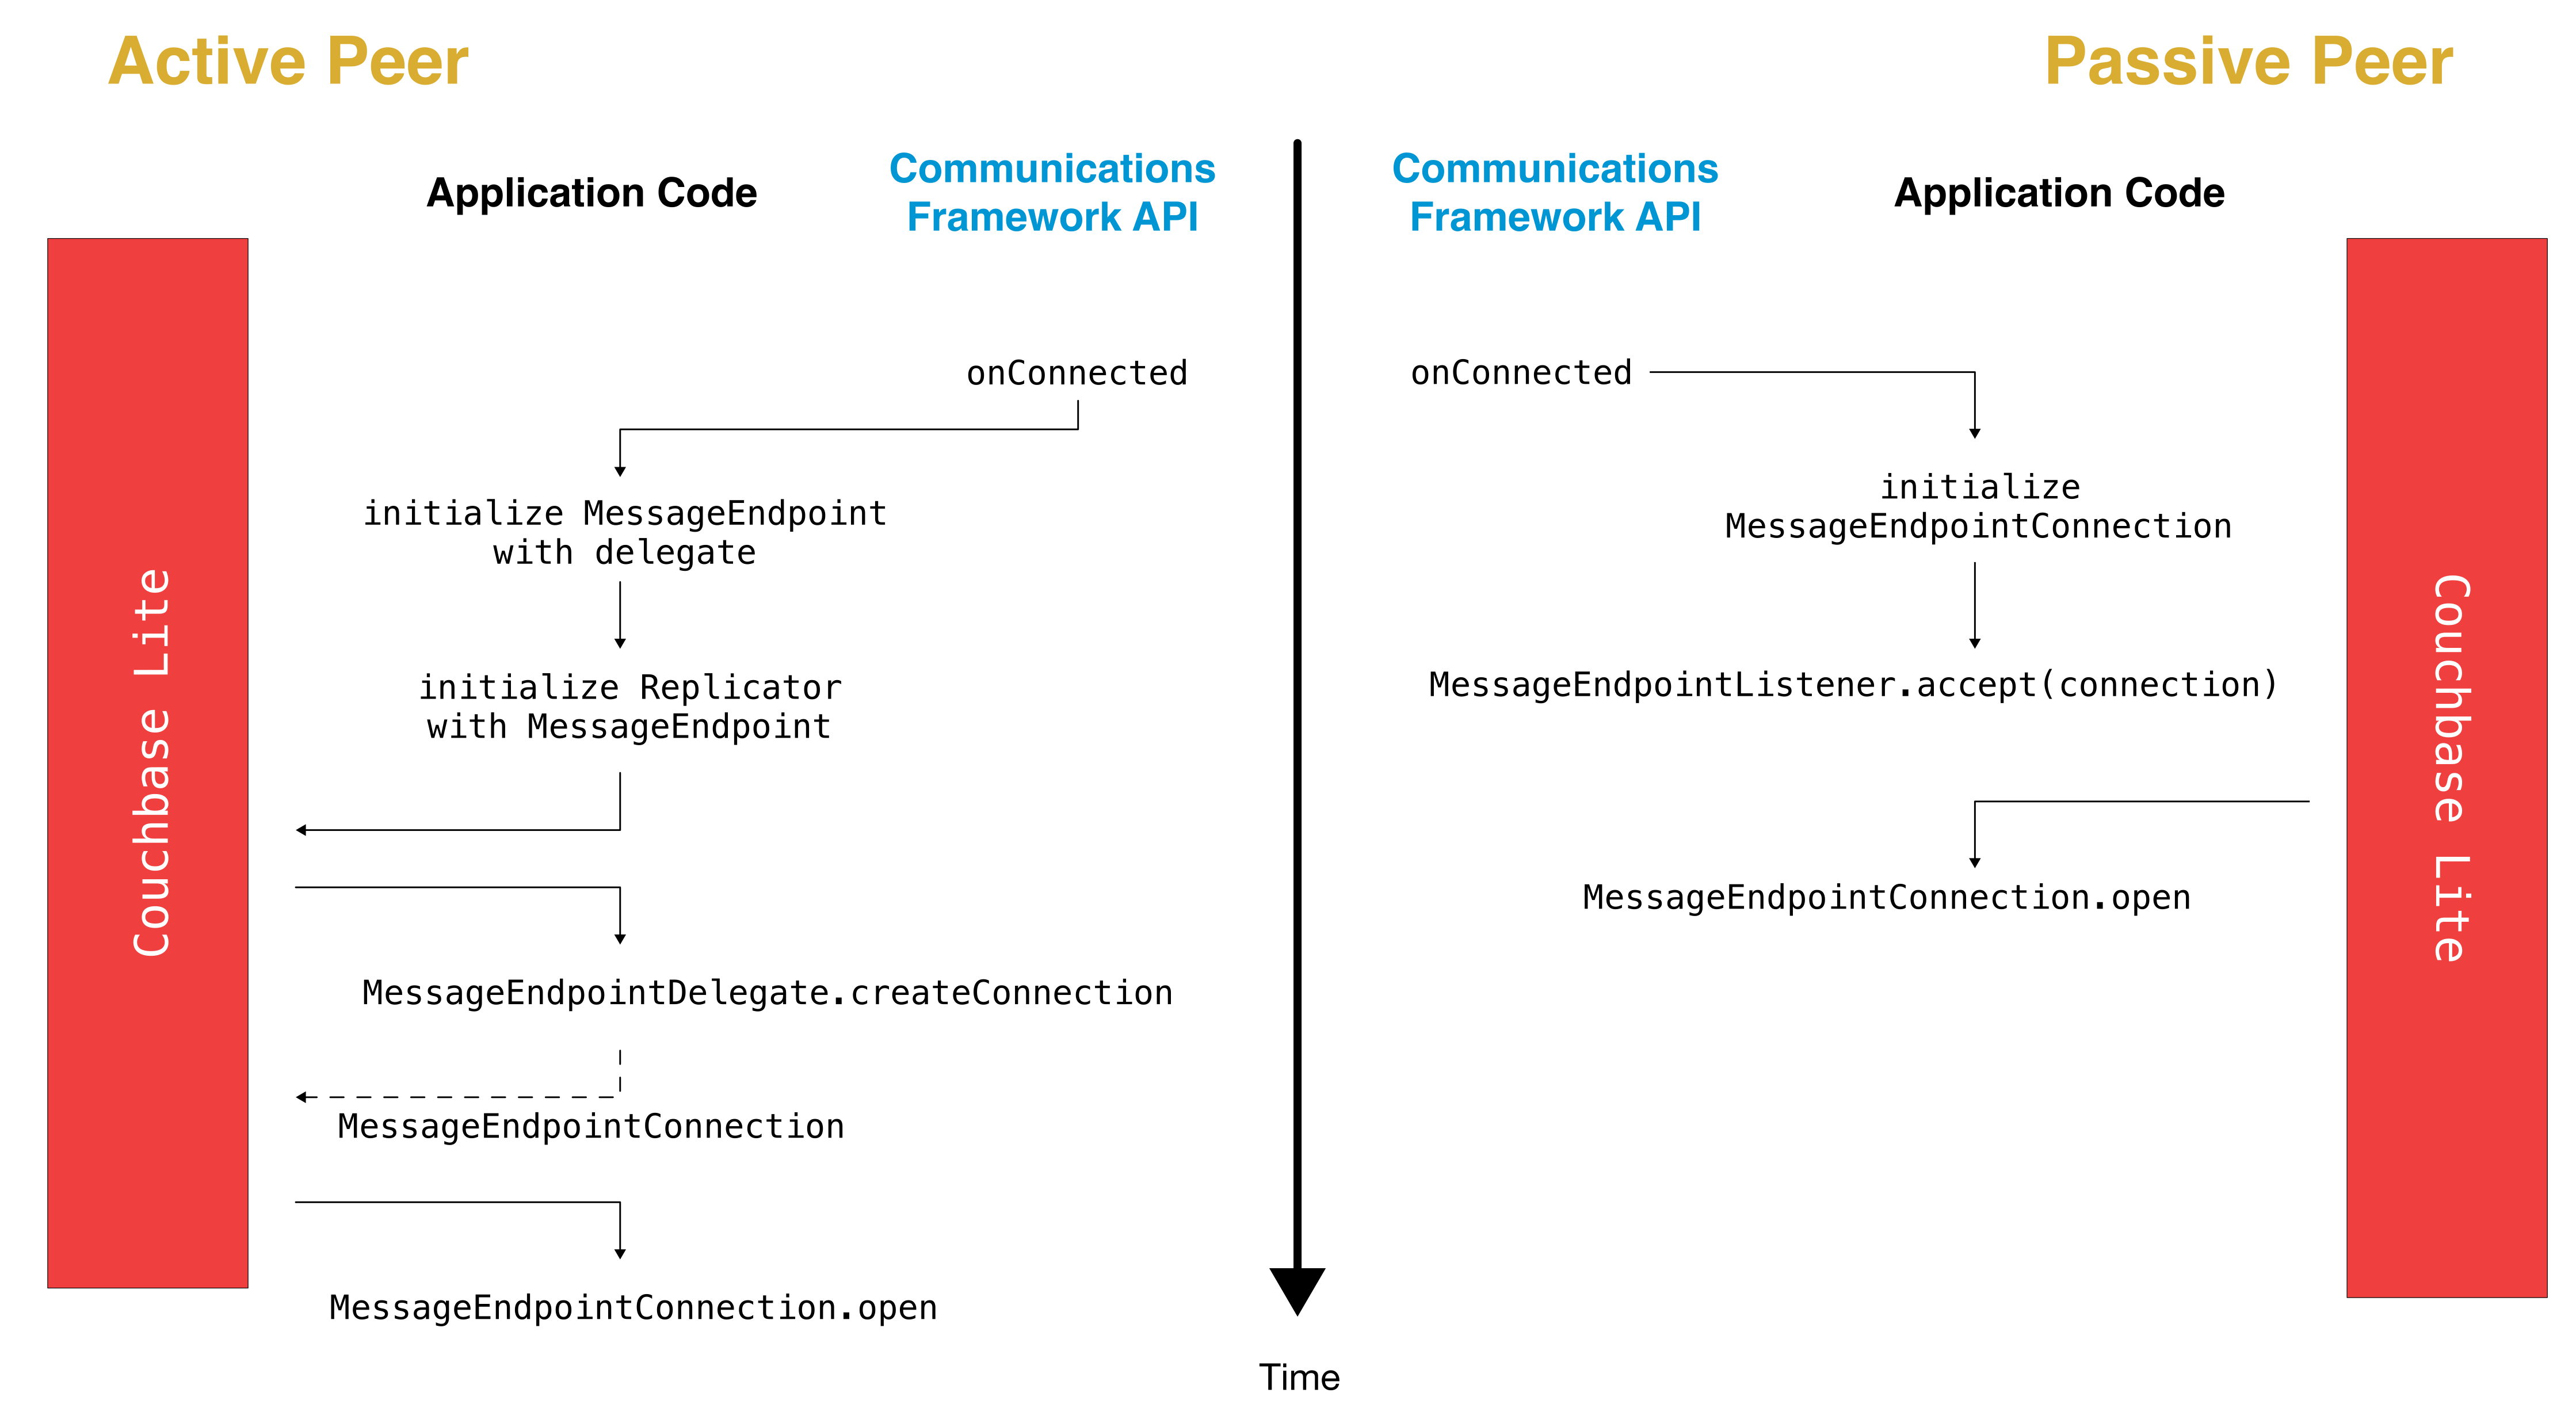 Active Peer
Passive Peer
Application Code
Communications
Framework API
Communications
Framework API
Application Code
onConnected
onConnected
initialize MessageEndpoint
with delegate
initialize
MessageEndpointConnection
initialize Replicator
with MessageEndpoint
MessageEndpointListener.accept(connection)
MessageEndpointConnection.open
MessageEndpointDelegate.createConnection
MessageEndpointConnection
MessageEndpointConnection.open
Couchbase Lite
Couchbase Lite
Time